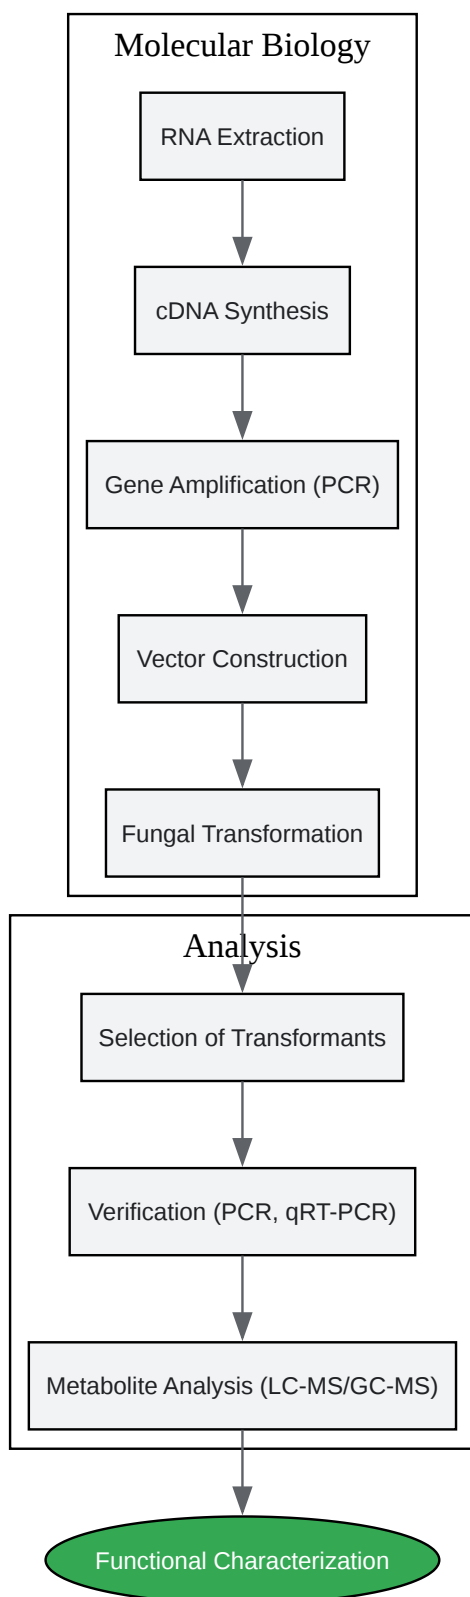 Molecular Biology
RNA Extraction
cDNA Synthesis
Gene Amplification (PCR)
Vector Construction
Fungal Transformation
Analysis
Selection of Transformants
Verification (PCR, qRT-PCR)
Metabolite Analysis (LC-MS/GC-MS)
Functional Characterization